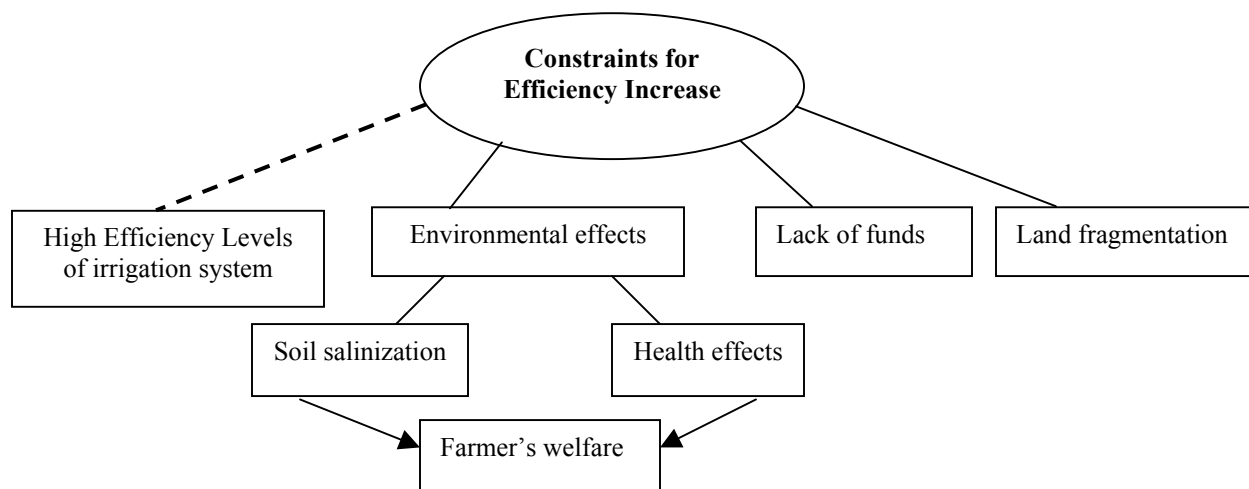 Constraints for
Efficiency Increase
High Efficiency Levels
of irrigation system
Environmental effects
Lack of funds
Land fragmentation
Soil salinization
Health effects
Farmer’s welfare